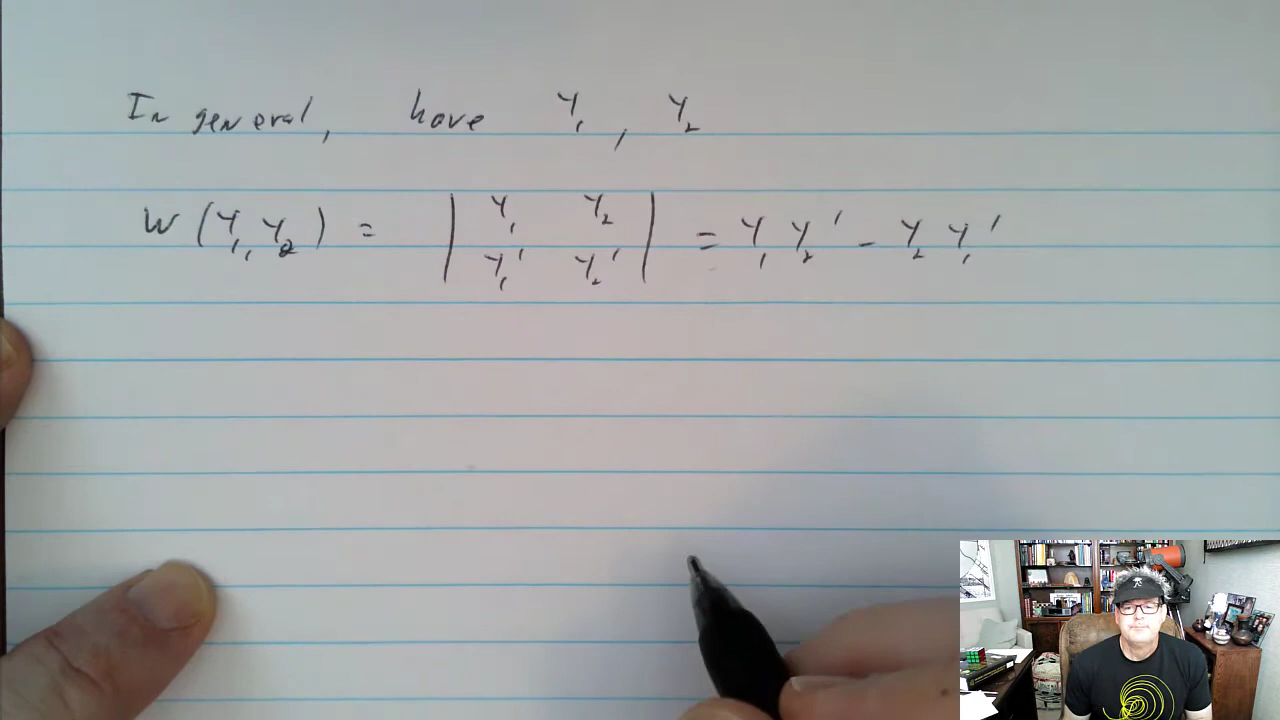 In general, have y₁, y₂
W(y₁, y₂) = | y₁ y₂ | = y₁ y₂' - y₂ y₁'
| y₁' y₂' |